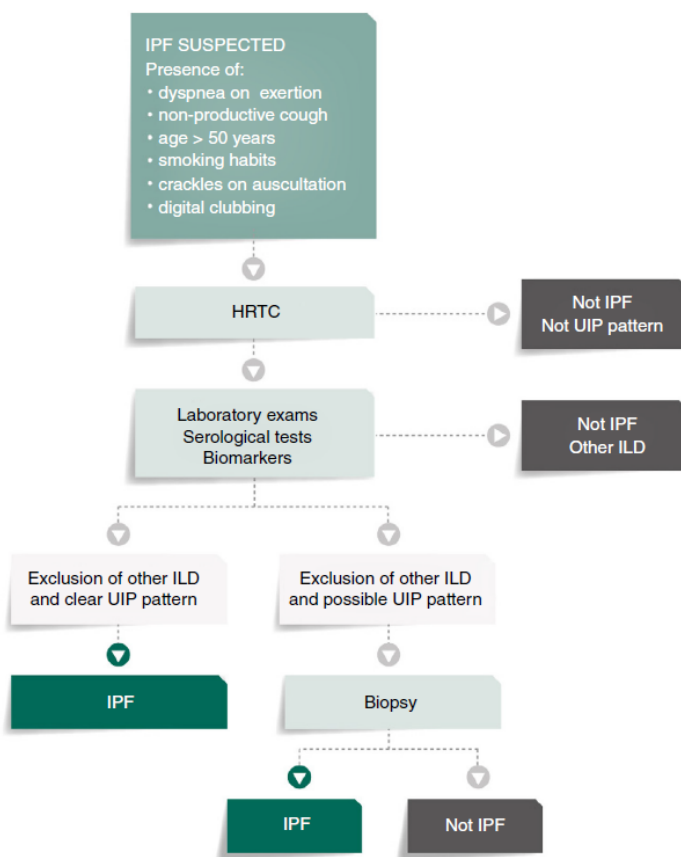 IPF SUSPECTED
Presence of:
• dyspnea on exertion
• non-productive cough
• age > 50 years
• smoking habits
• crackles on auscultation
• digital clubbing
HRTC
Not IPF
Not UIP pattern
Laboratory exams
Serological tests
Biomarkers
Not IPF
Other ILD
Exclusion of other ILD
and clear UIP pattern
Exclusion of other ILD
and possible UIP pattern
IPF
Biopsy
IPF
Not IPF